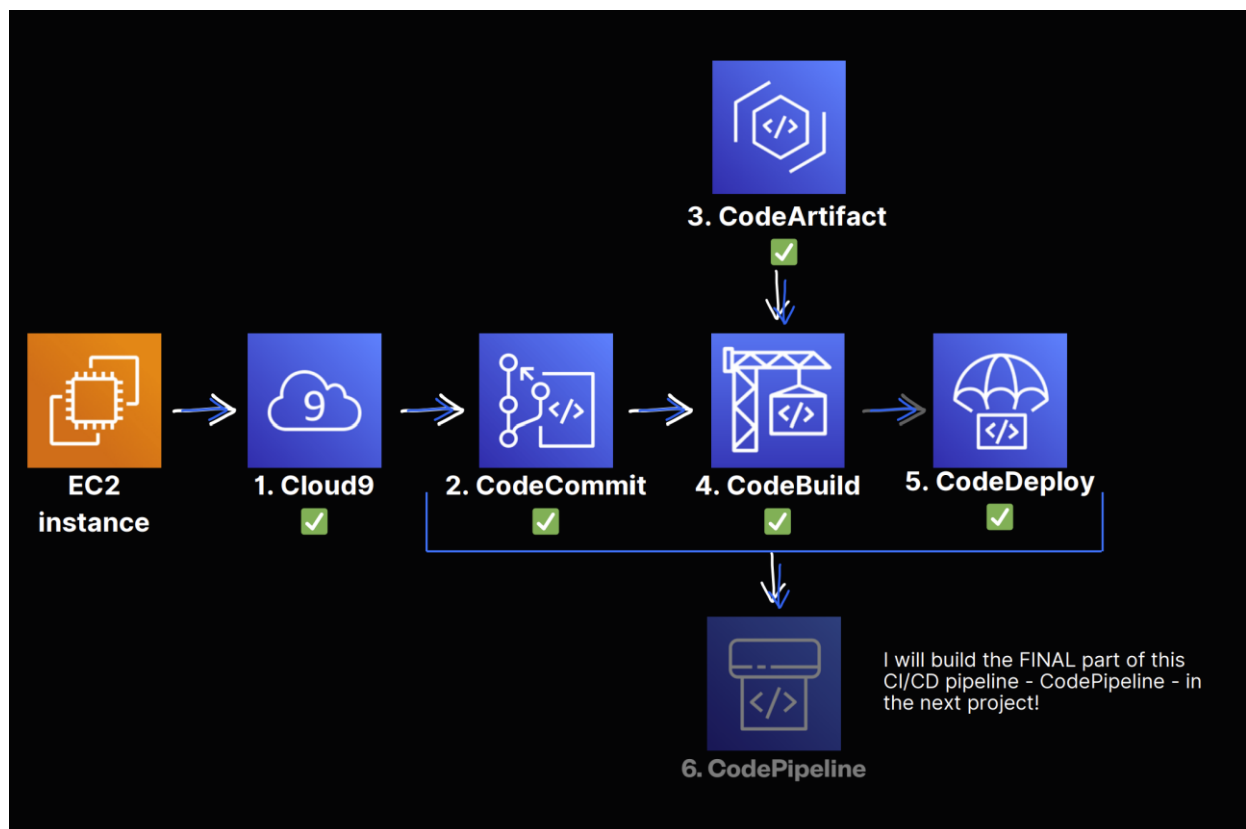 3. CodeArtifact
EC2
instance
1. Cloud9
9
2. CodeCommit
</>
4. CodeBuild
</>
5. CodeDeploy
</>
</>
I will build the FINAL part of this
CI/CD pipeline - CodePipeline - in
the next project!
</>
6. CodePipeline